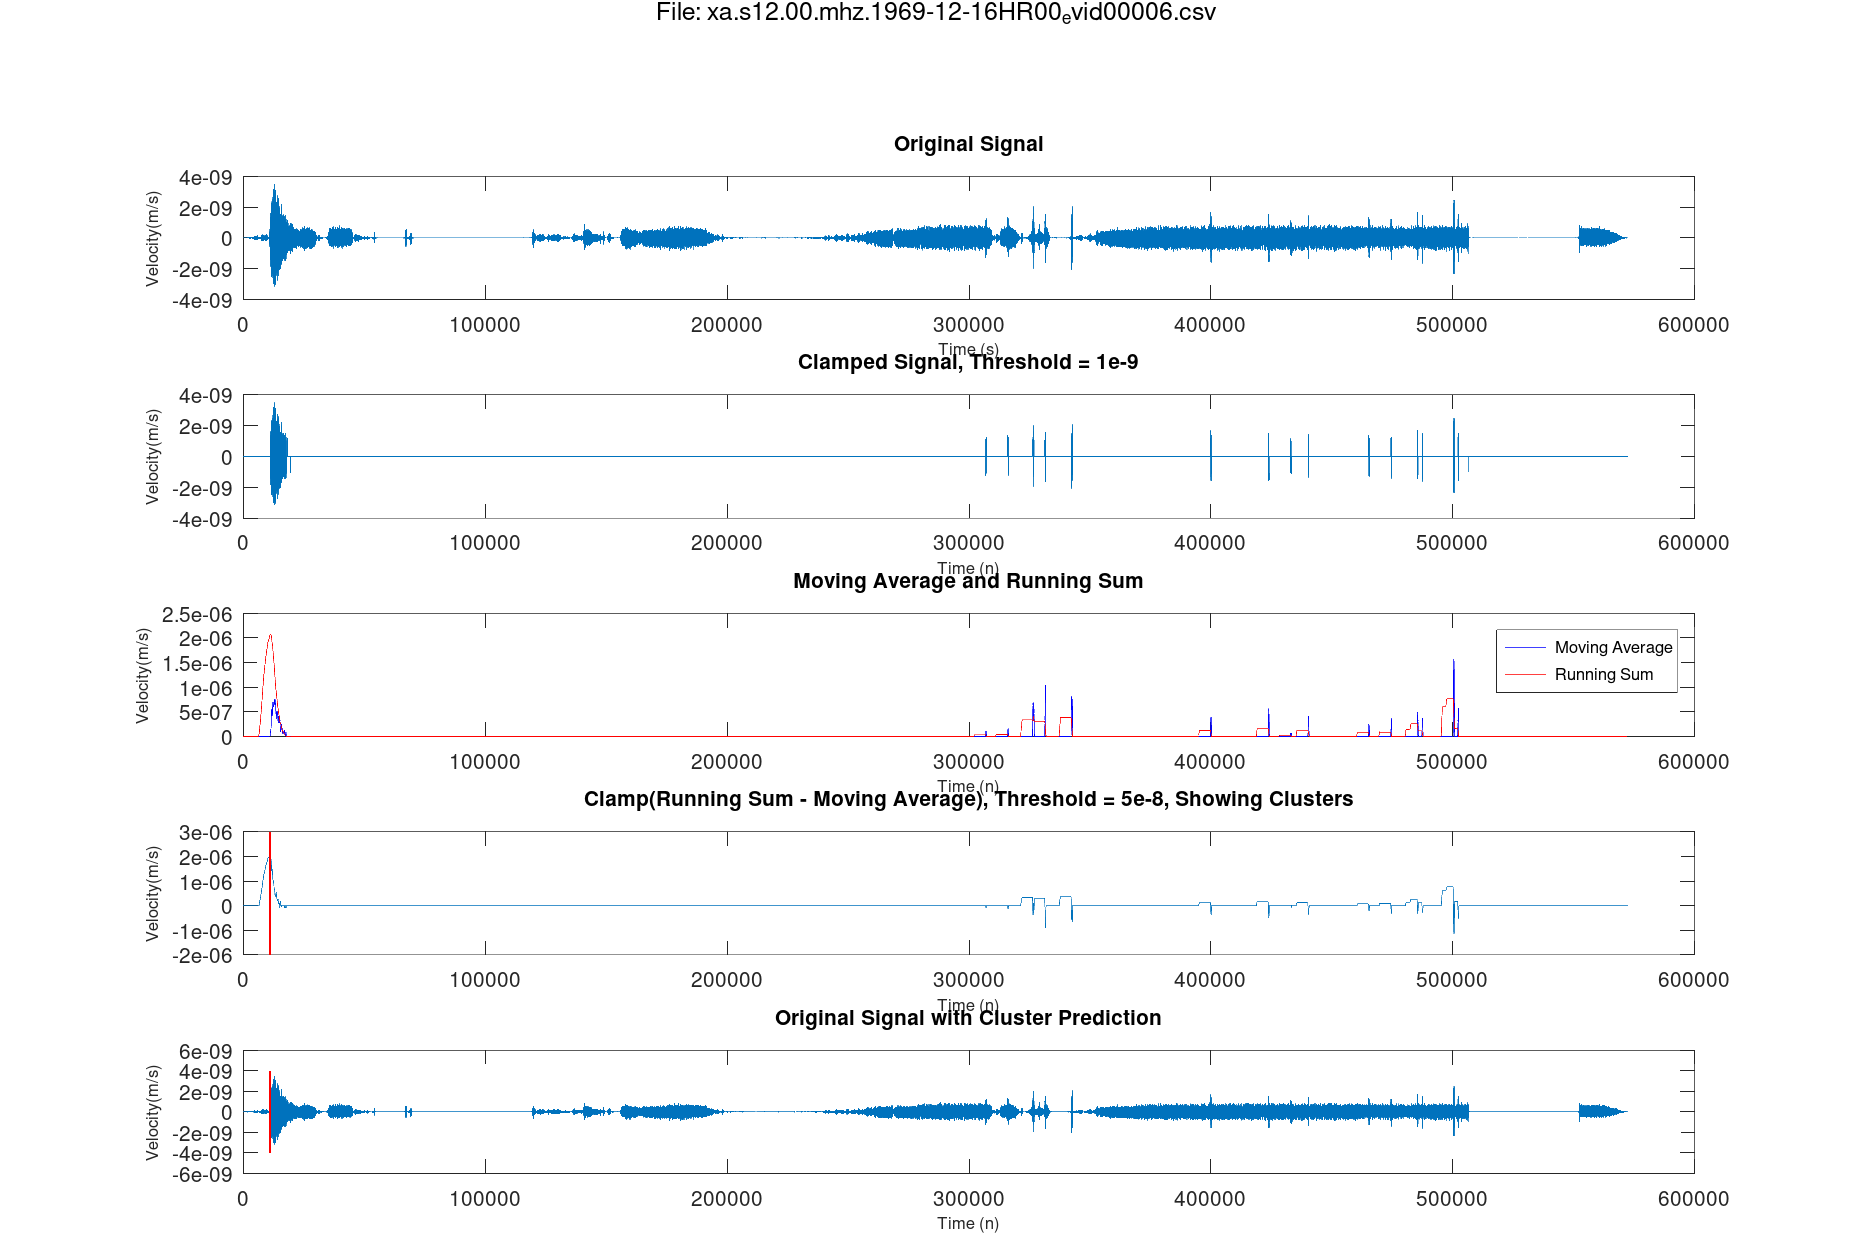 File: xa.s12.00.mhz.1969-12-16HR00evid00006.csv
Original Signal
Velocity(m/s)
4e-09
2e-09
0
-2e-09
-4e-09
0 100000 200000 300000 400000 500000 600000
Time (s)
Clamped Signal, Threshold = 1e-9
Velocity(m/s)
4e-09
2e-09
0
-2e-09
-4e-09
0 100000 200000 300000 400000 500000 600000
Time (n)
Moving Average and Running Sum
Velocity(m/s)
2.5e-06
2e-06
1.5e-06
1e-06
5e-07
0
Moving Average
Running Sum
0 100000 200000 300000 400000 500000 600000
Time (n)
Clamp(Running Sum - Moving Average), Threshold = 5e-8, Showing Clusters
Velocity(m/s)
3e-06
2e-06
1e-06
0
-1e-06
-2e-06
0 100000 200000 300000 400000 500000 600000
Time (n)
Original Signal with Cluster Prediction
Velocity(m/s)
6e-09
4e-09
2e-09
0
-2e-09
-4e-09
-6e-09
0 100000 200000 300000 400000 500000 600000
Time (n)